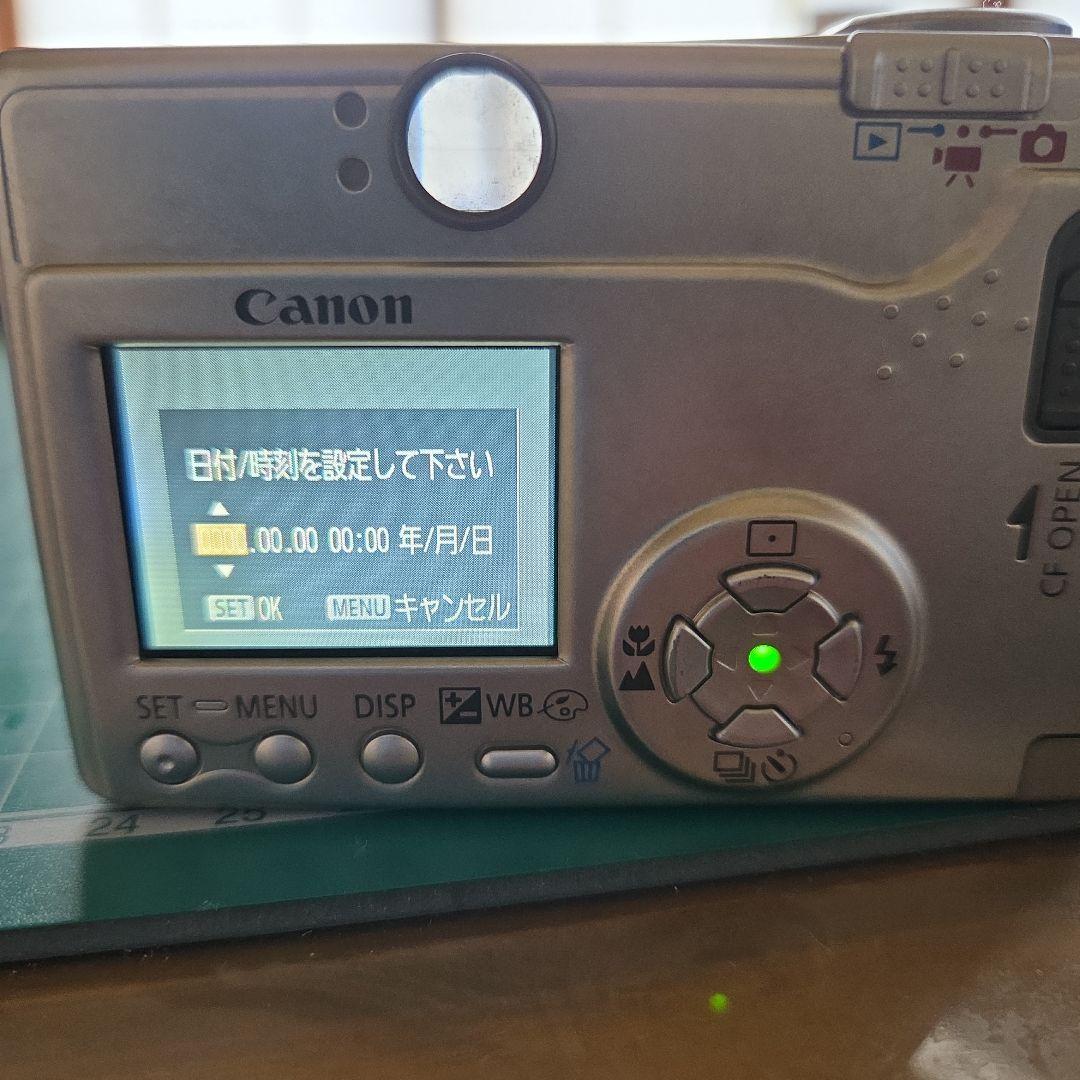 Canon
日付/時刻を設定して下さい
0000.00.00 00:00 年/月/日
SET OK MENU キャンセル
CF OPEN
SET MENU DISP WB
24 25